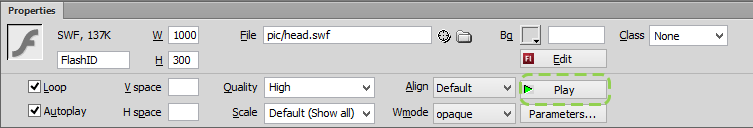 Properties
SWF, 137K W 1000 File pic/head.swf Bg Class None
FlashID H 300 Edit
Loop V space Quality High Align Default Play
Autoplay H space Scale Default (Show all) Wmode opaque Parameters...